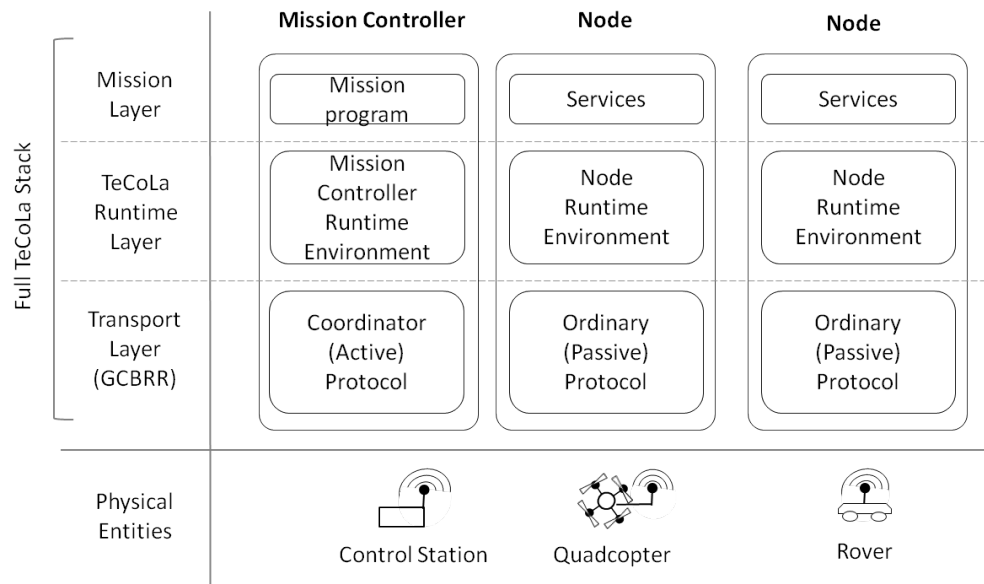 Mission Controller
Node
Node
Full TeCoLa Stack
Mission
Layer
Mission
program
Services
Services
TeCoLa
Runtime
Layer
Mission
Controller
Runtime
Environment
Node
Runtime
Environment
Node
Runtime
Environment
Transport
Layer
(GCBRR)
Coordinator
(Active)
Protocol
Ordinary
(Passive)
Protocol
Ordinary
(Passive)
Protocol
Physical
Entities
Control Station
Quadcopter
Rover